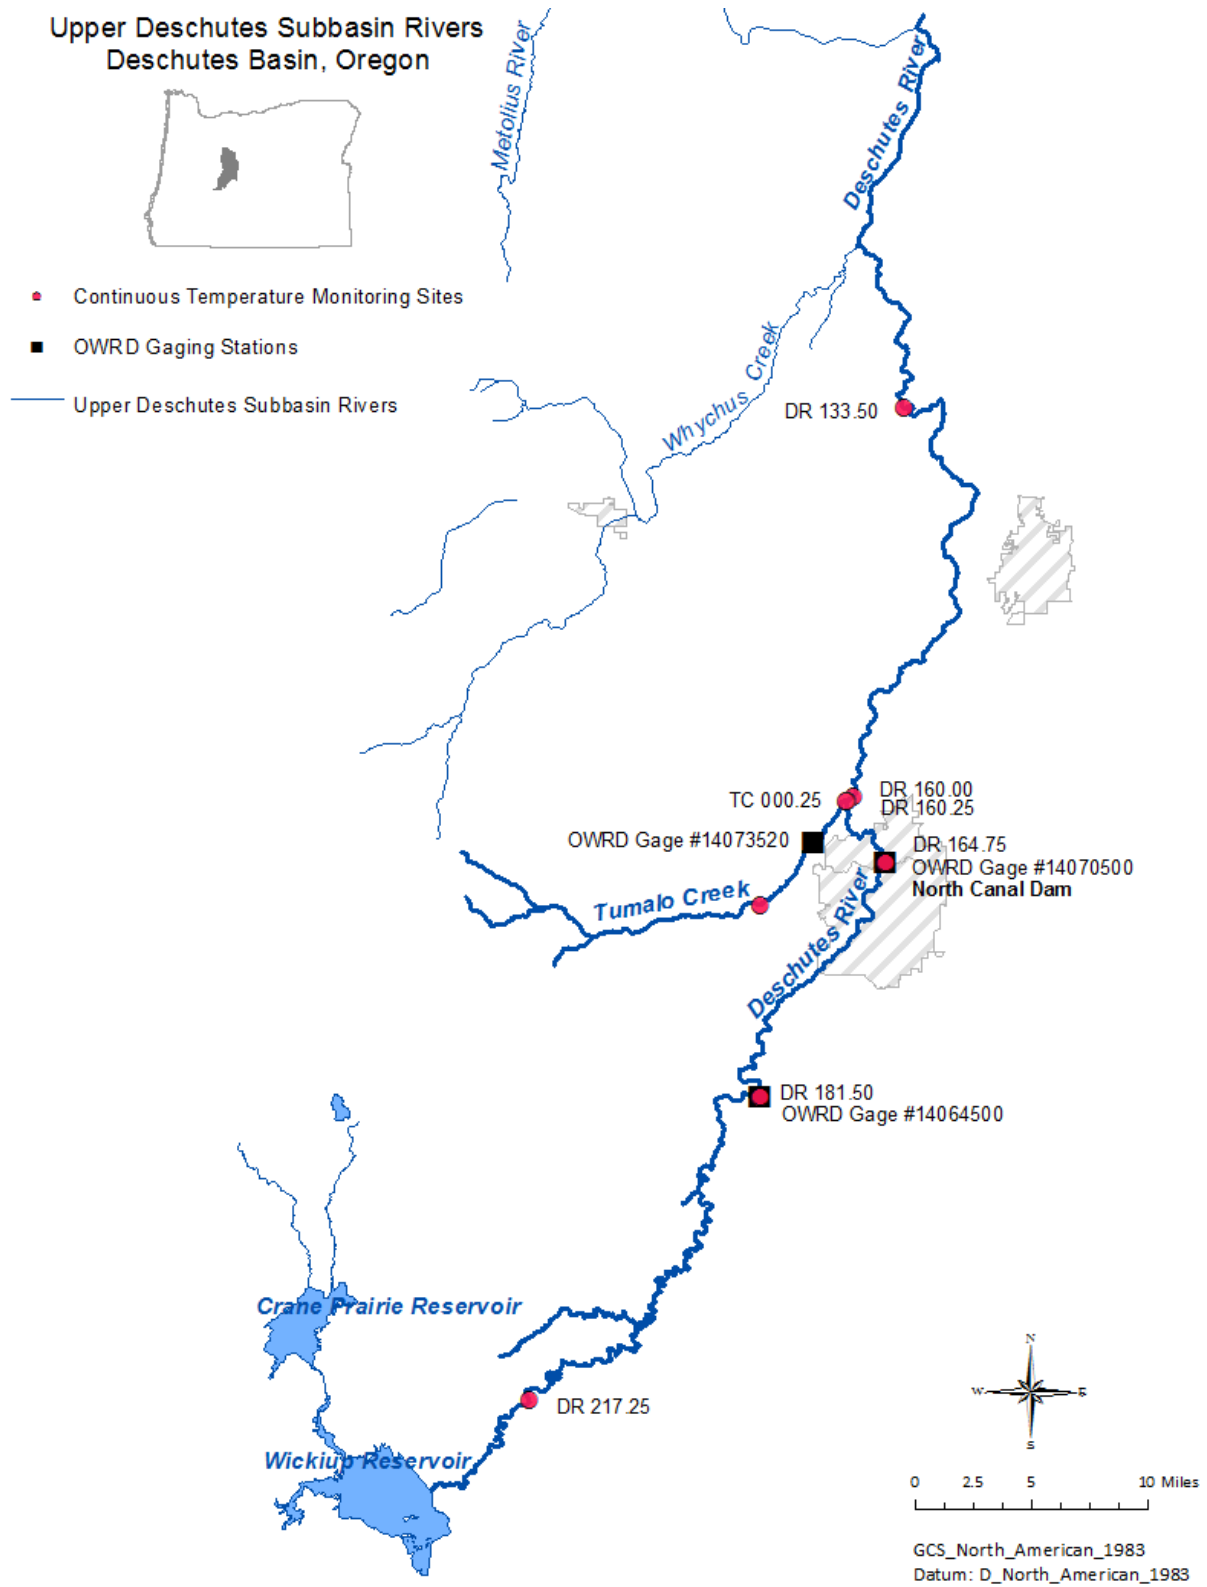 Upper Deschutes Subbasin Rivers
Deschutes Basin, Oregon
Continuous Temperature Monitoring Sites
OWRD Gaging Stations
Upper Deschutes Subbasin Rivers
Metolius River
Deschutes River
Whychus Creek
DR 133.50
TC 000.25
DR 160.00
DR 160.25
OWRD Gage #14073520
DR 164.75
OWRD Gage #14070500
North Canal Dam
Tumalo Creek
Deschutes River
DR 181.50
OWRD Gage #14064500
Crane Prairie Reservoir
DR 217.25
Wickiup Reservoir
N
W
E
S
0 2.5 5 10 Miles
GCS_North_American_1983
Datum: D_North_American_1983